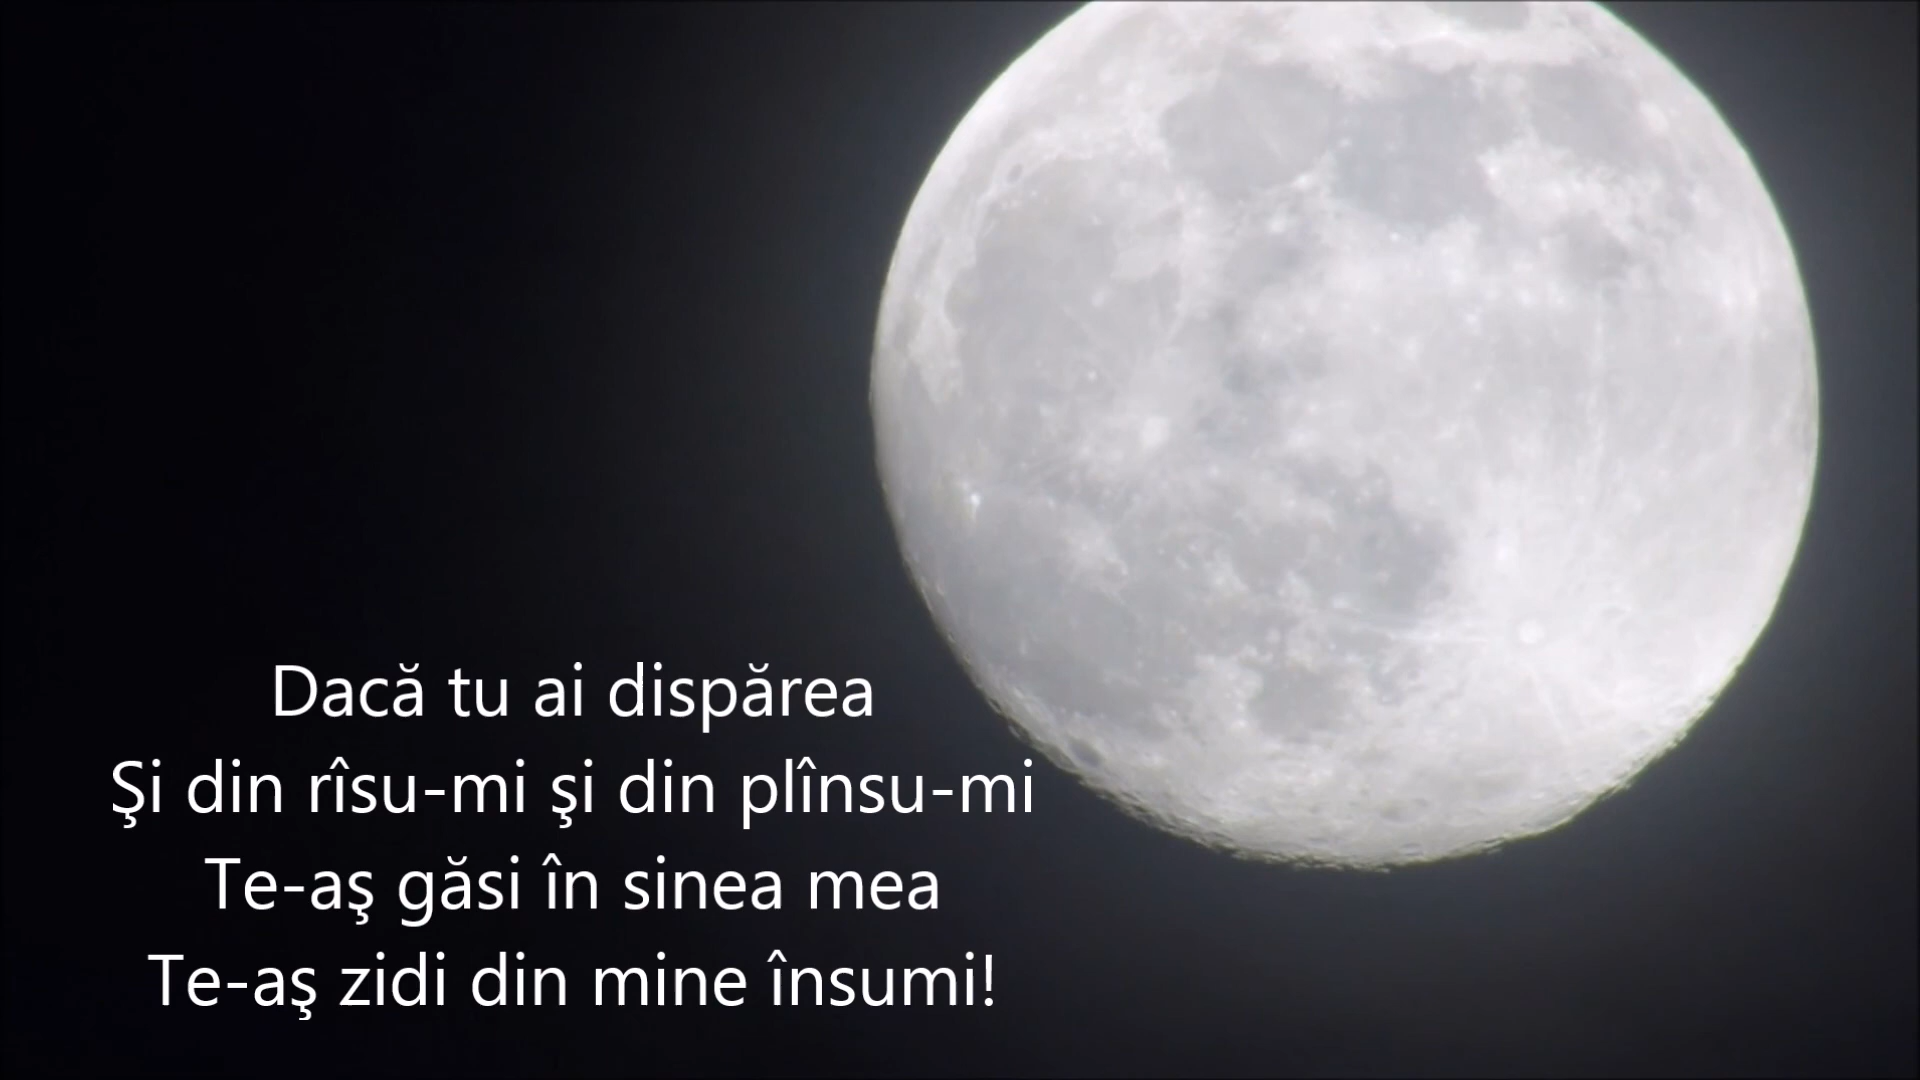 Dacă tu ai dispărea
Şi din rîsu-mi şi din plînsu-mi
Te-aş găsi în sinea mea
Te-aş zidi din mine însumi!